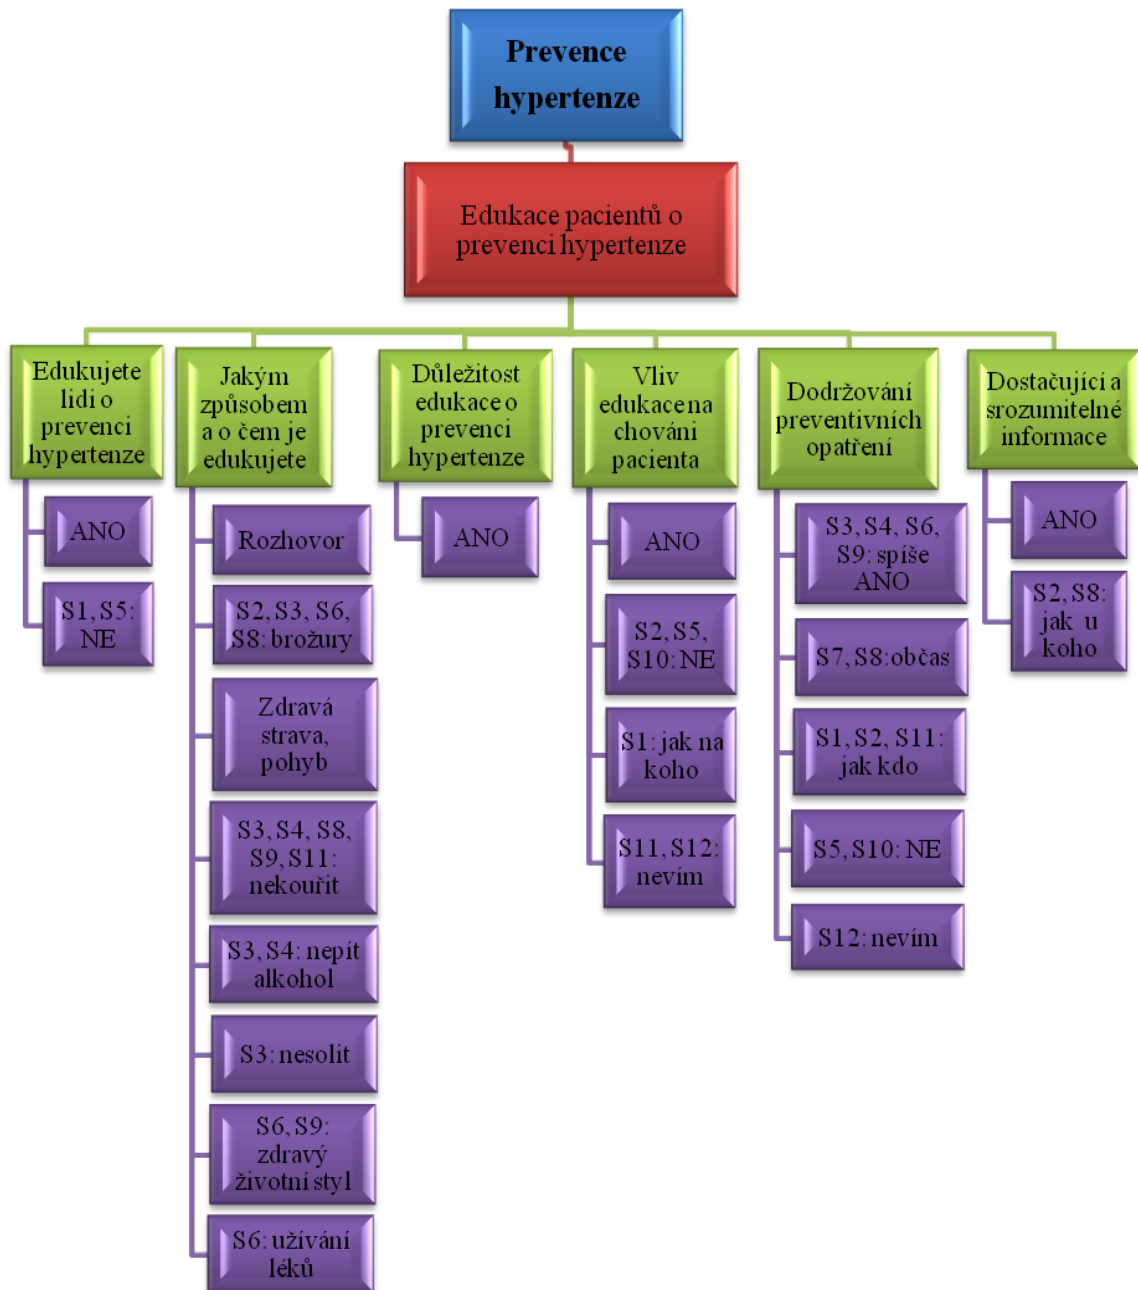 Prevence
hypertenze
Edukace pacientů o
prevenci hypertenze
Edukujete
lidi o
prevenci
hypertenze
ANO
S1, S5:
NE
Jakým
způsobem
a o čem je
edukujete
Rozhovor
S2, S3, S6,
S8: brožury
Zdravá
strava,
pohyb
S3, S4, S8,
S9, S11:
nekouřit
S3, S4: nepít
alkohol
S3: nesolit
S6, S9:
zdravý
životní styl
S6: užívání
léků
Důležitost
edukace o
prevenci
hypertenze
ANO
Vliv
edukace na
chováni
pacienta
ANO
S2, S5,
S10: NE
S1: jak na
koho
S11, S12:
nevím
Dodržování
preventivních
opatření
S3, S4, S6,
S9: spíše
ANO
S7, S8:občas
S1, S2, S11:
jak kdo
S5, S10: NE
S12: nevím
Dostačující a
srozumitelné
informace
ANO
S2, S8:
jak u
koho